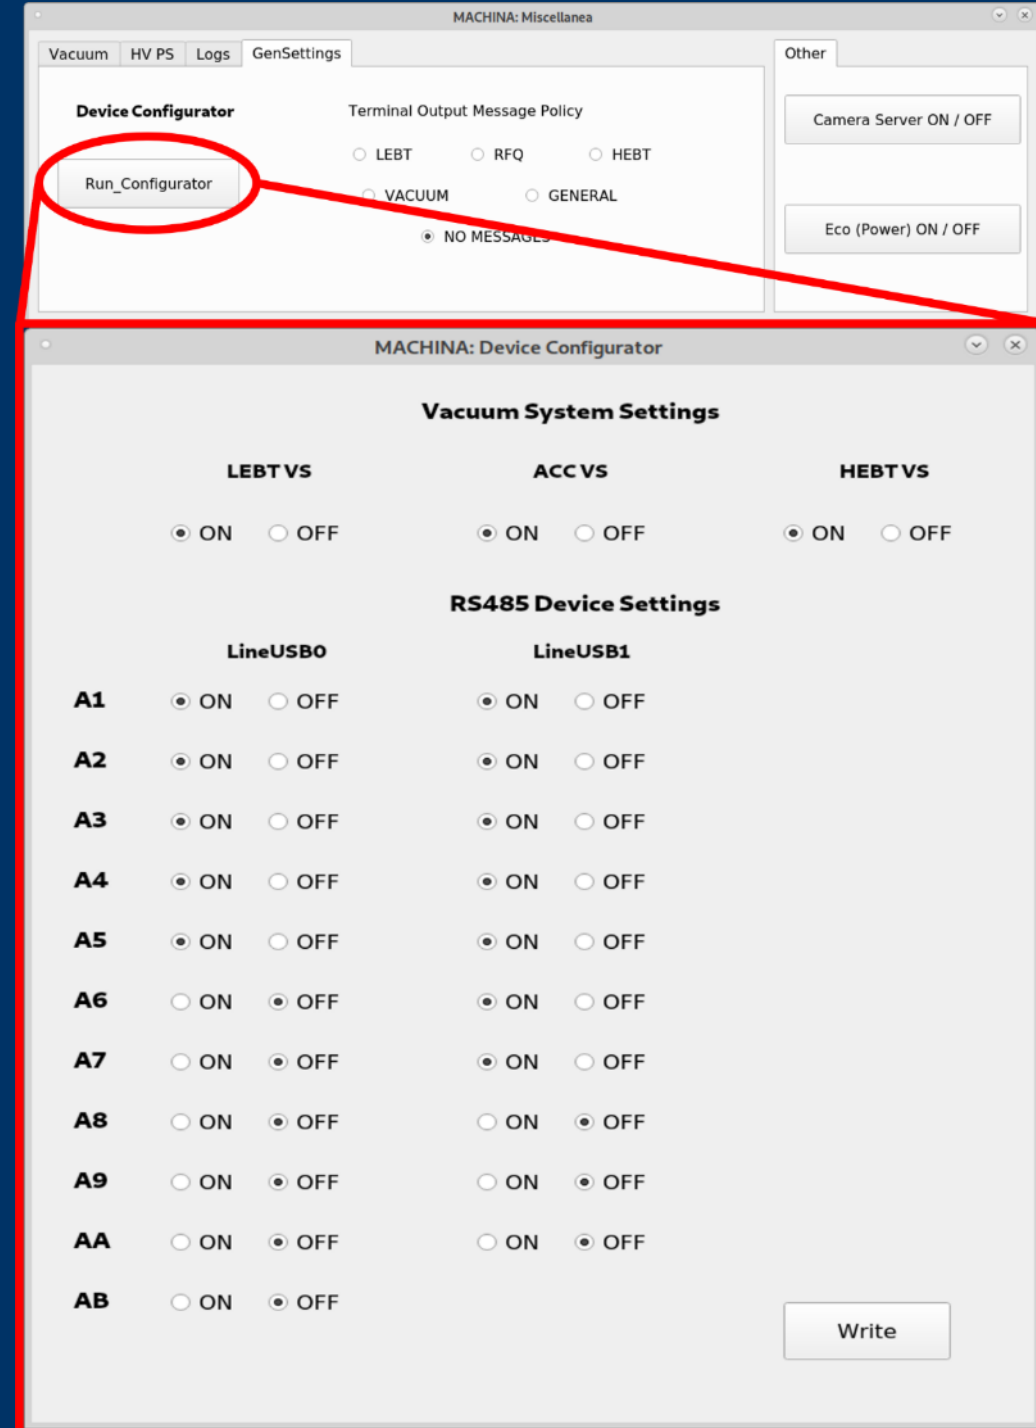 MACHINA: Miscellanea
Vacuum HV PS Logs GenSettings
Other
Device Configurator
Terminal Output Message Policy
Camera Server ON / OFF
LEBT RFQ HEBT
Run_Configurator
VACUUM GENERAL
Eco (Power) ON / OFF
NO MESSAGES
MACHINA: Device Configurator
Vacuum System Settings
LEBT VS ACC VS HEBT VS
ON OFF ON OFF ON OFF
RS485 Device Settings
LineUSB0 LineUSB1
A1 ON OFF ON OFF
A2 ON OFF ON OFF
A3 ON OFF ON OFF
A4 ON OFF ON OFF
A5 ON OFF ON OFF
A6 ON OFF ON OFF
A7 ON OFF ON OFF
A8 ON OFF ON OFF
A9 ON OFF ON OFF
AA ON OFF ON OFF
AB ON OFF
Write